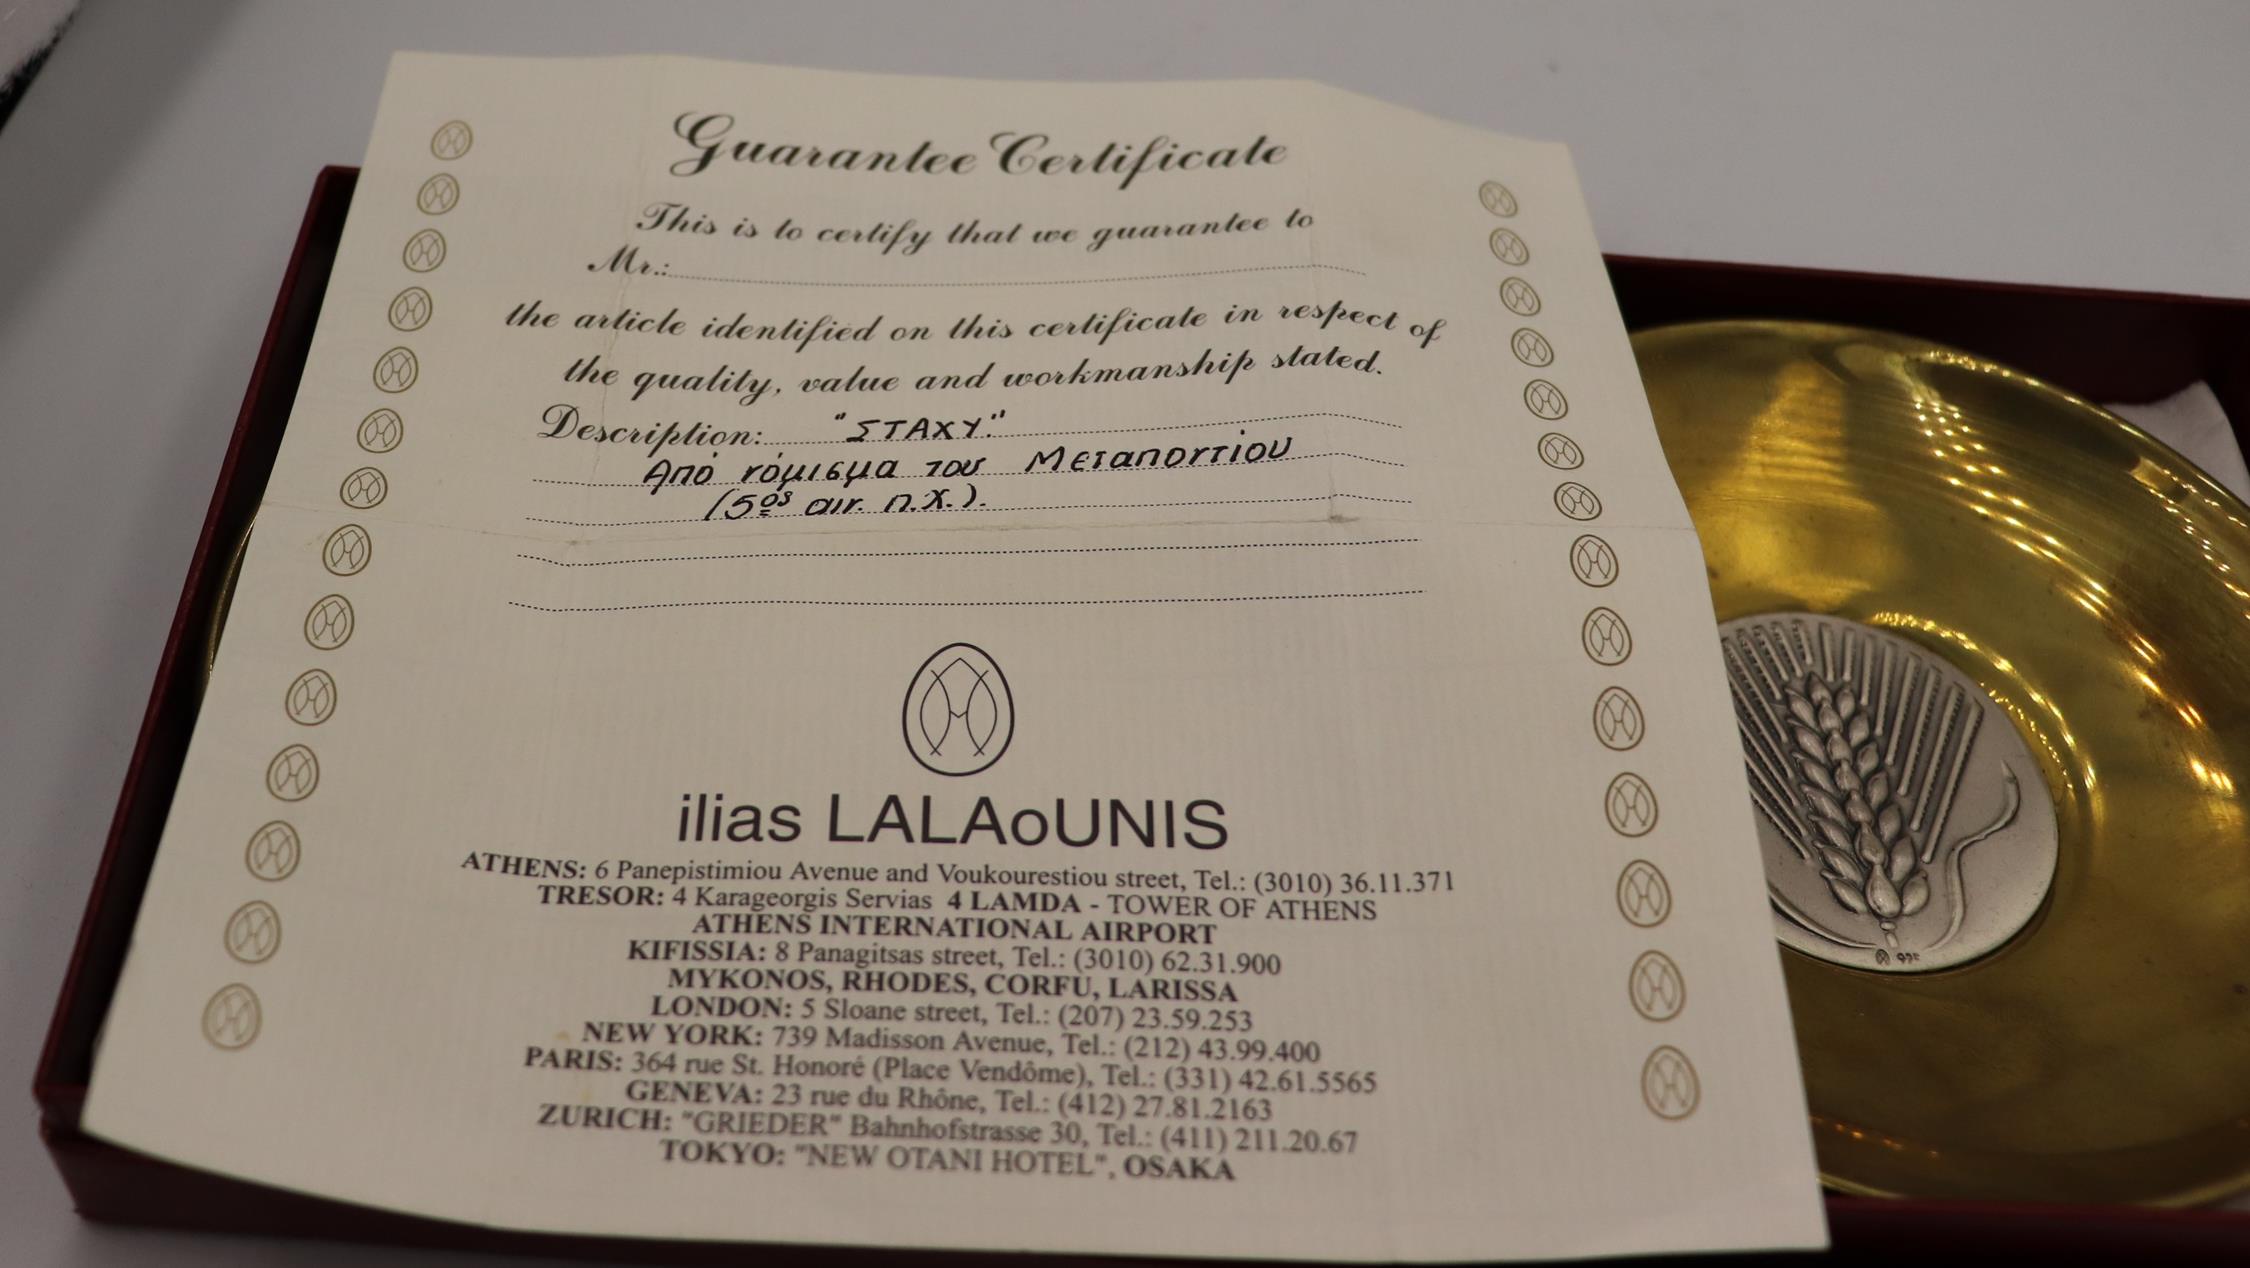 Guarantee Certificate
This is to certify that we guarantee to
Mr.:
the article identified on this certificate in respect of
the quality, value and workmanship stated.
Description: "ΣΤΑΧΥ."
Από νόμισμα του Μεταποντίου
(5ος αιν. π.Χ.).
ilias LALAoUNIS
ATHENS: 6 Panepistimiou Avenue and Voukourestiou street, Tel.: (3010) 36.11.371
TRESOR: 4 Karageorgis Servias 4 LAMDA - TOWER OF ATHENS
ATHENS INTERNATIONAL AIRPORT
KIFISSIA: 8 Panagitsas street, Tel.: (3010) 62.31.900
MYKONOS, RHODES, CORFU, LARISSA
LONDON: 5 Sloane street, Tel.: (207) 23.59.253
NEW YORK: 739 Madisson Avenue, Tel.: (212) 43.99.400
PARIS: 364 rue St. Honoré (Place Vendôme), Tel.: (331) 42.61.5565
GENEVA: 23 rue du Rhône, Tel.: (412) 27.81.2163
ZURICH: "GRIEDER" Bahnhofstrasse 30, Tel.: (411) 211.20.67
TOKYO: "NEW OTANI HOTEL", OSAKA
925